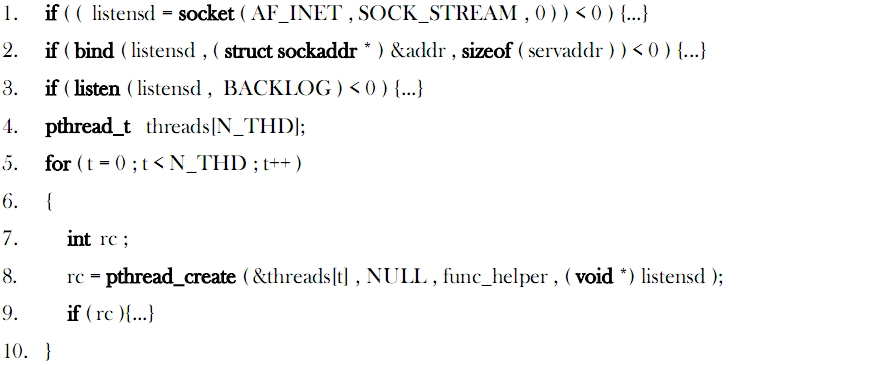 1. if ( ( listensd = socket ( AF_INET , SOCK_STREAM , 0 ) ) < 0 ) {...}
2. if ( bind ( listensd , ( struct sockaddr * ) &addr , sizeof ( servaddr ) ) < 0 ) {...}
3. if ( listen ( listensd , BACKLOG ) < 0 ) {...}
4. pthread_t threads[N_THD];
5. for ( t = 0 ; t < N_THD ; t++ )
6. {
7. int rc ;
8. rc = pthread_create ( &threads[t] , NULL , func_helper , ( void *) listensd );
9. if ( rc ){...}
10. }